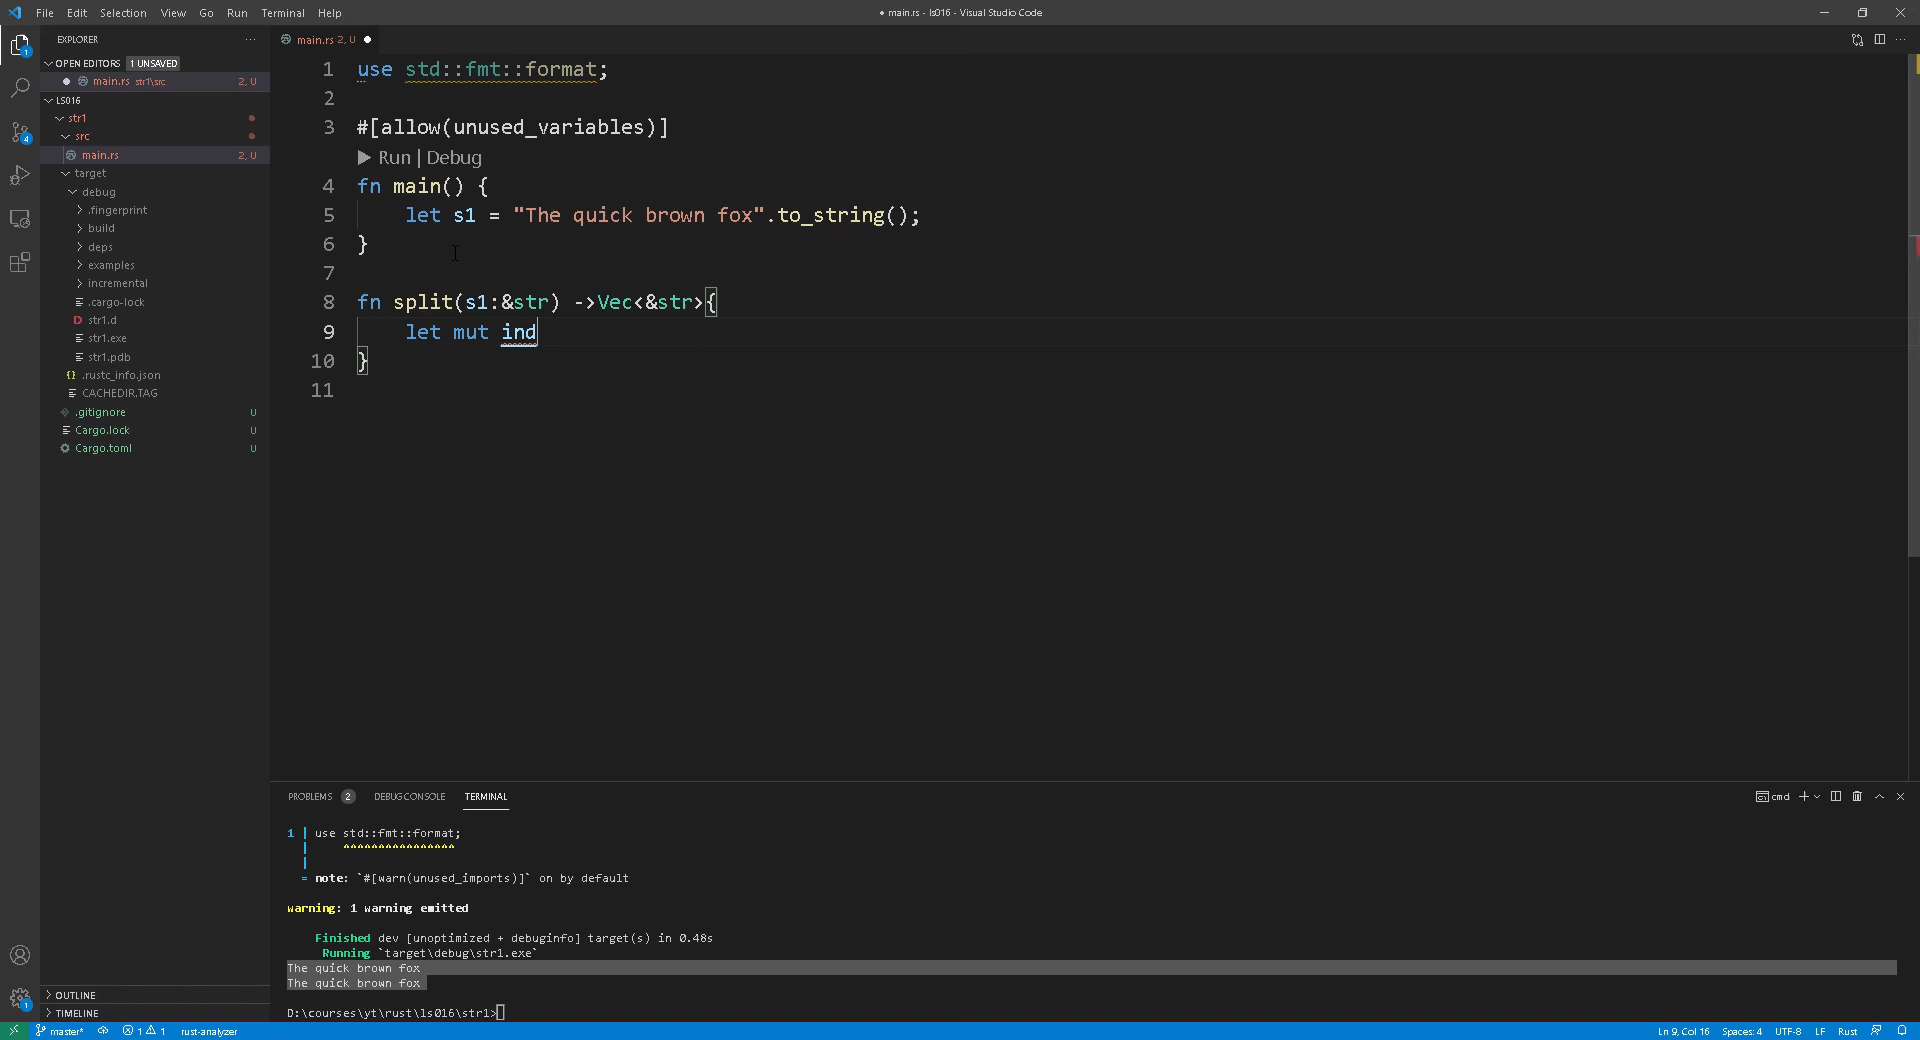 File Edit Selection View Go Run Terminal Help
● main.rs - ls016 - Visual Studio Code
EXPLORER
OPEN EDITORS 1 UNSAVED
main.rs str1\src 2, U
LS016
str1
src
main.rs 2, U
target
debug
.fingerprint
build
deps
examples
incremental
.cargo-lock
str1.d
str1.exe
str1.pdb
.rustc_info.json
CACHEDIR.TAG
.gitignore U
Cargo.lock U
Cargo.toml U
OUTLINE
TIMELINE
main.rs 2, U
1 use std::fmt::format;
2
3 #[allow(unused_variables)]
Run | Debug
4 fn main() {
5 let s1 = "The quick brown fox".to_string();
6 }
7
8 fn split(s1:&str) ->Vec<&str>{
9 let mut ind
10 }
11
PROBLEMS 2 DEBUG CONSOLE TERMINAL
cmd
1 | use std::fmt::format;
| ^^^^^^^^^^^^^^^^
|
= note: `#[warn(unused_imports)]` on by default
warning: 1 warning emitted
Finished dev [unoptimized + debuginfo] target(s) in 0.48s
Running `target\debug\str1.exe`
The quick brown fox
The quick brown fox
D:\courses\yt\rust\ls016\str1>
master* 1 1 rust-analyzer
Ln 9, Col 16 Spaces: 4 UTF-8 LF Rust